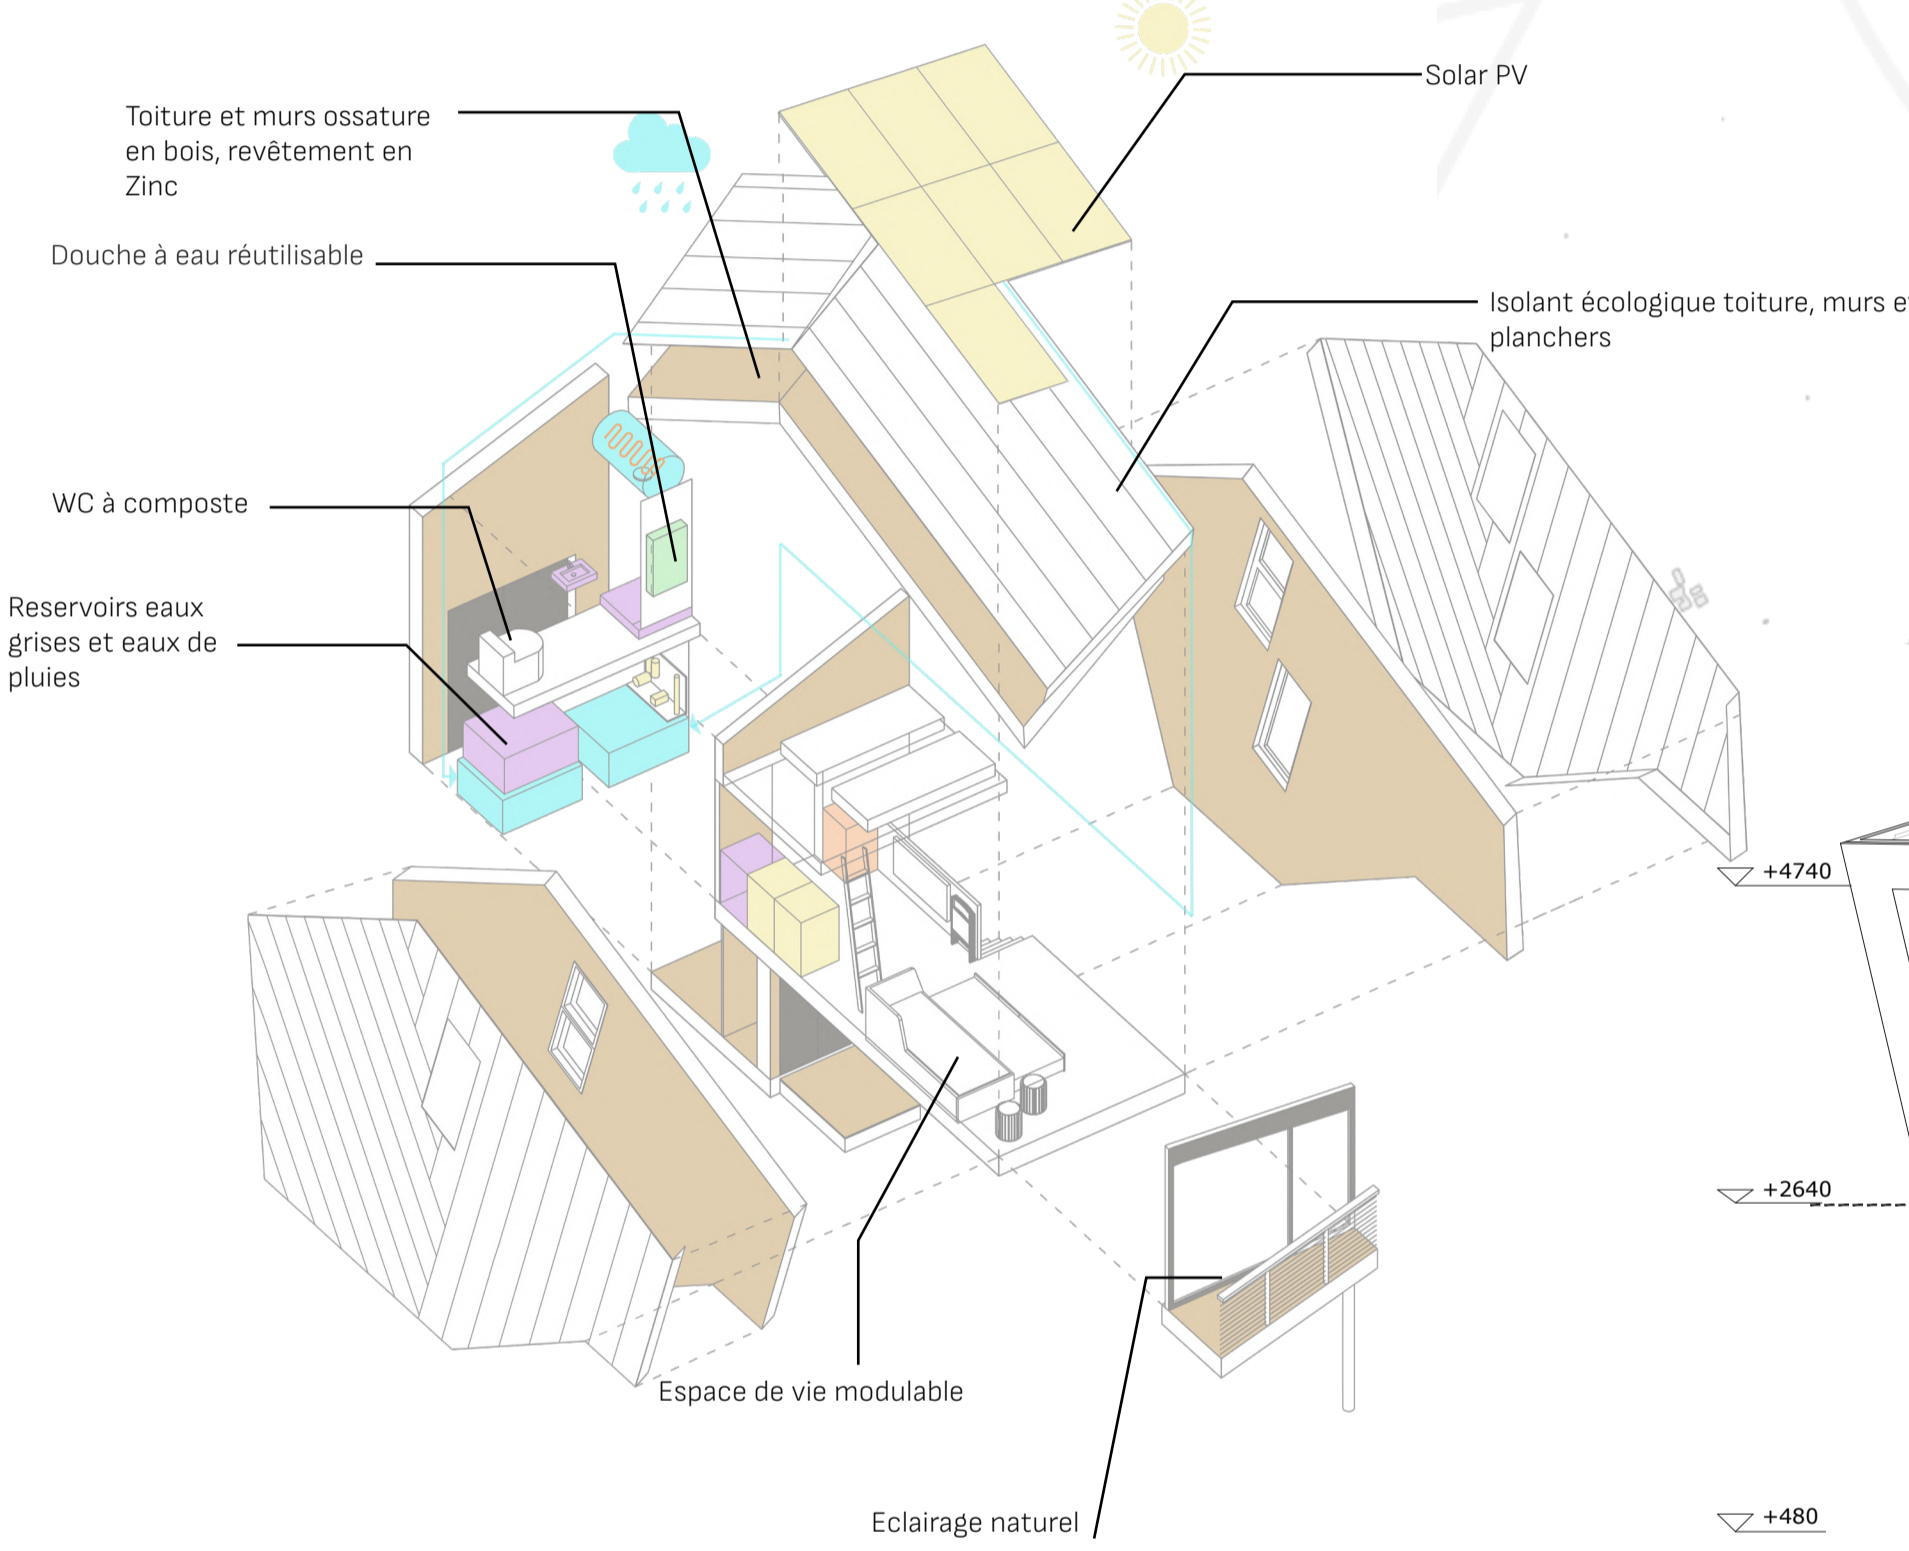 Solar PV
Toiture et murs ossature
en bois, revêtement en
Zinc
Douche à eau réutilisable
Isolant écologique toiture, murs et
planchers
WC à composte
Reservoirs eaux
grises et eaux de
pluies
+4740
+2640
Espace de vie modulable
Eclairage naturel
+480